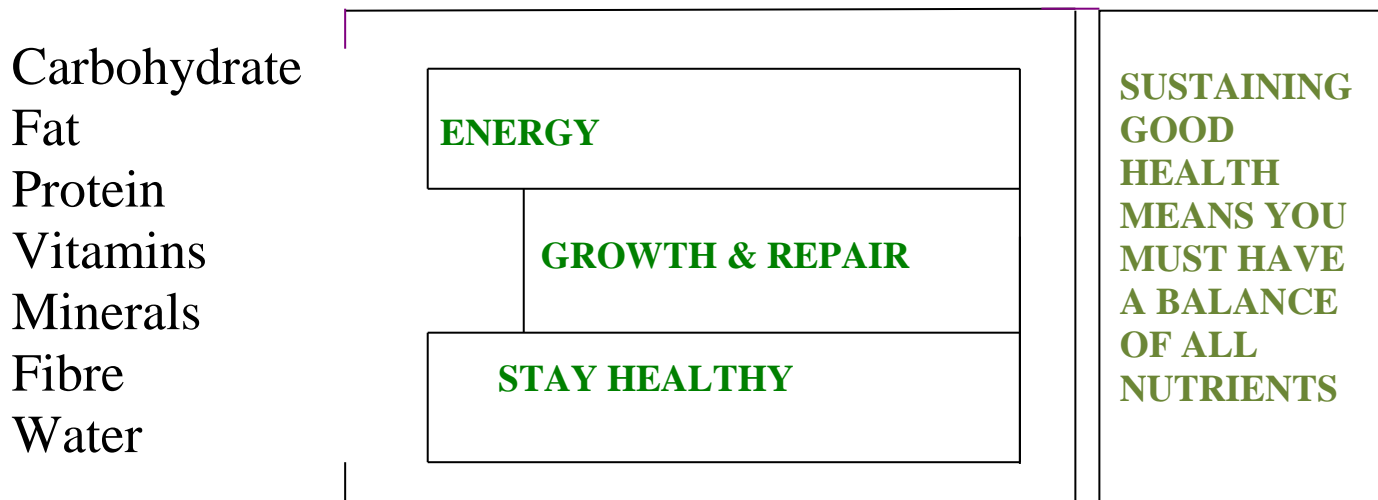 Carbohydrate
Fat
Protein
Vitamins
Minerals
Fibre
Water
ENERGY
GROWTH & REPAIR
STAY HEALTHY
SUSTAINING
GOOD
HEALTH
MEANS YOU
MUST HAVE
A BALANCE
OF ALL
NUTRIENTS